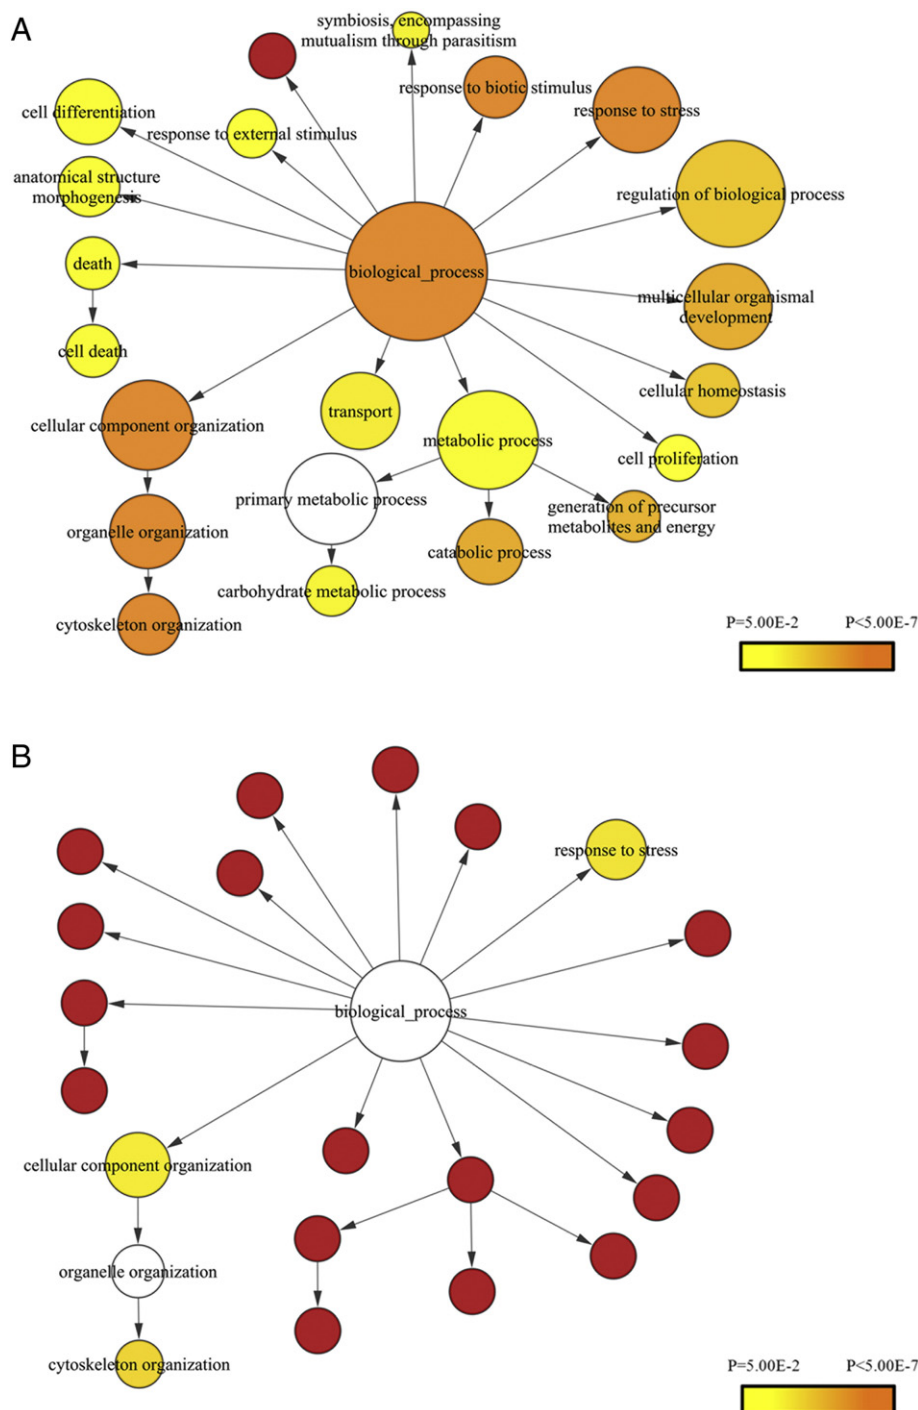 A
symbiosis, encompassing
mutualism through parasitism
response to biotic stimulus
cell differentiation
response to external stimulus
response to stress
anatomical structure
morphogenesis
regulation of biological process
death
biological_process
multicellular organismal
development
cell death
cellular homeostasis
cellular component organization
transport
metabolic process
cell proliferation
primary metabolic process
generation of precursor
metabolites and energy
organelle organization
catabolic process
carbohydrate metabolic process
cytoskeleton organization
P=5.00E-2
P<5.00E-7
B
response to stress
biological_process
cellular component organization
organelle organization
cytoskeleton organization
P=5.00E-2
P<5.00E-7